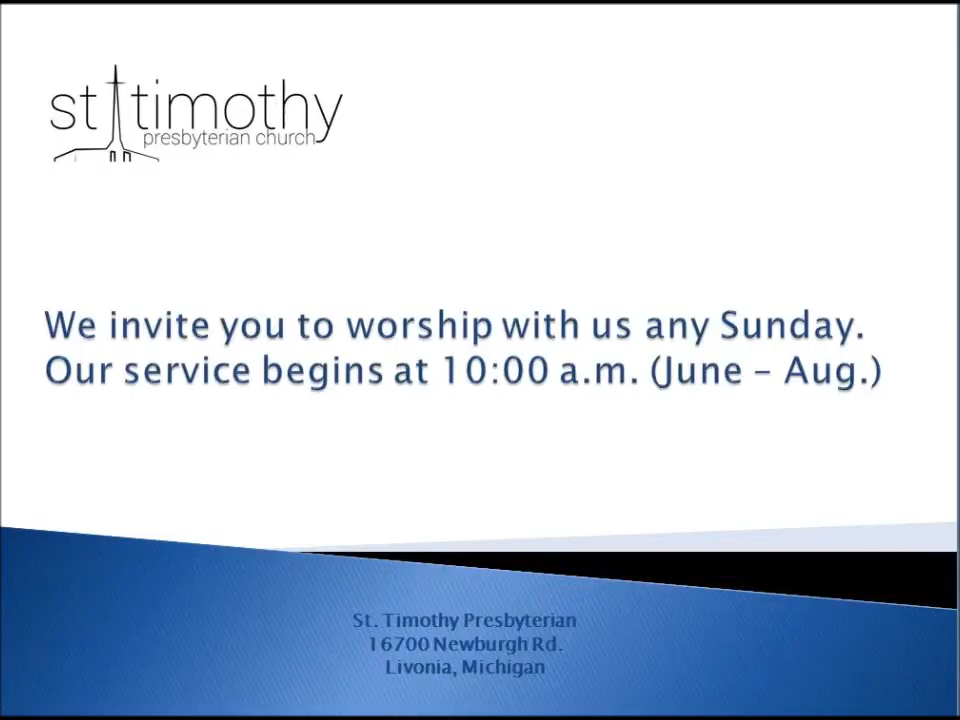 st timothy
presbyterian church
We invite you to worship with us any Sunday.
Our service begins at 10:00 a.m. (June – Aug.)
St. Timothy Presbyterian
16700 Newburgh Rd.
Livonia, Michigan